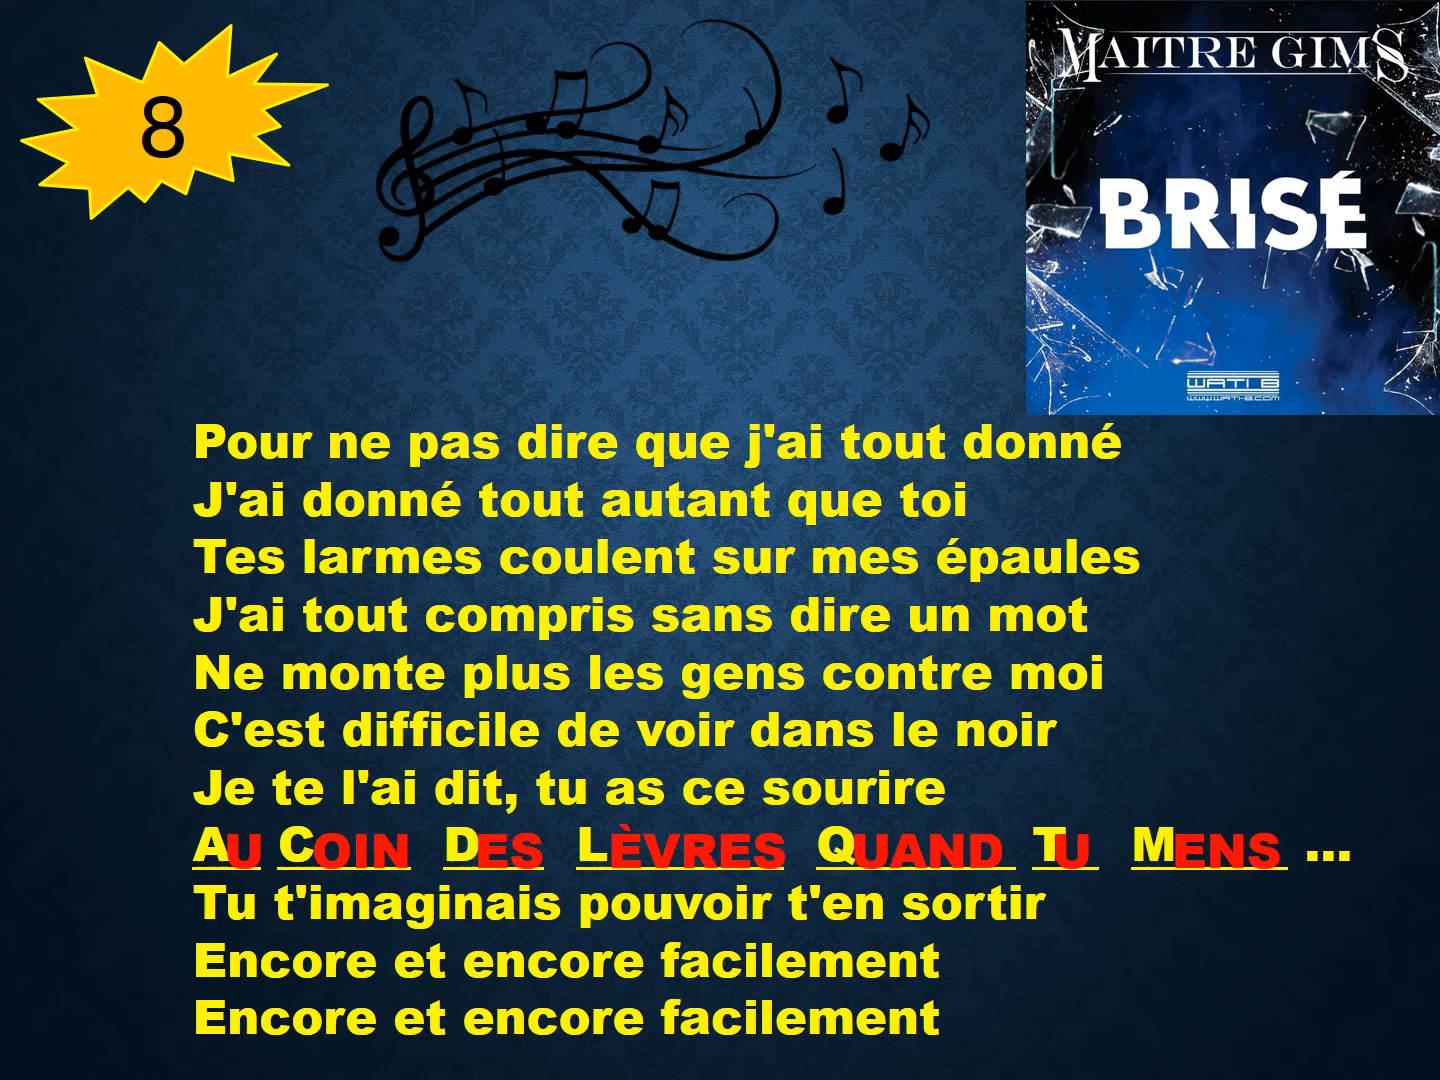 8
MAITRE GIMS
BRISÉ
WATI B
WWW.WATI-B.COM
Pour ne pas dire que j'ai tout donné
J'ai donné tout autant que toi
Tes larmes coulent sur mes épaules
J'ai tout compris sans dire un mot
Ne monte plus les gens contre moi
C'est difficile de voir dans le noir
Je te l'ai dit, tu as ce sourire
AU COIN DES LÈVRES QUAND TU MENS ...
Tu t'imaginais pouvoir t'en sortir
Encore et encore facilement
Encore et encore facilement